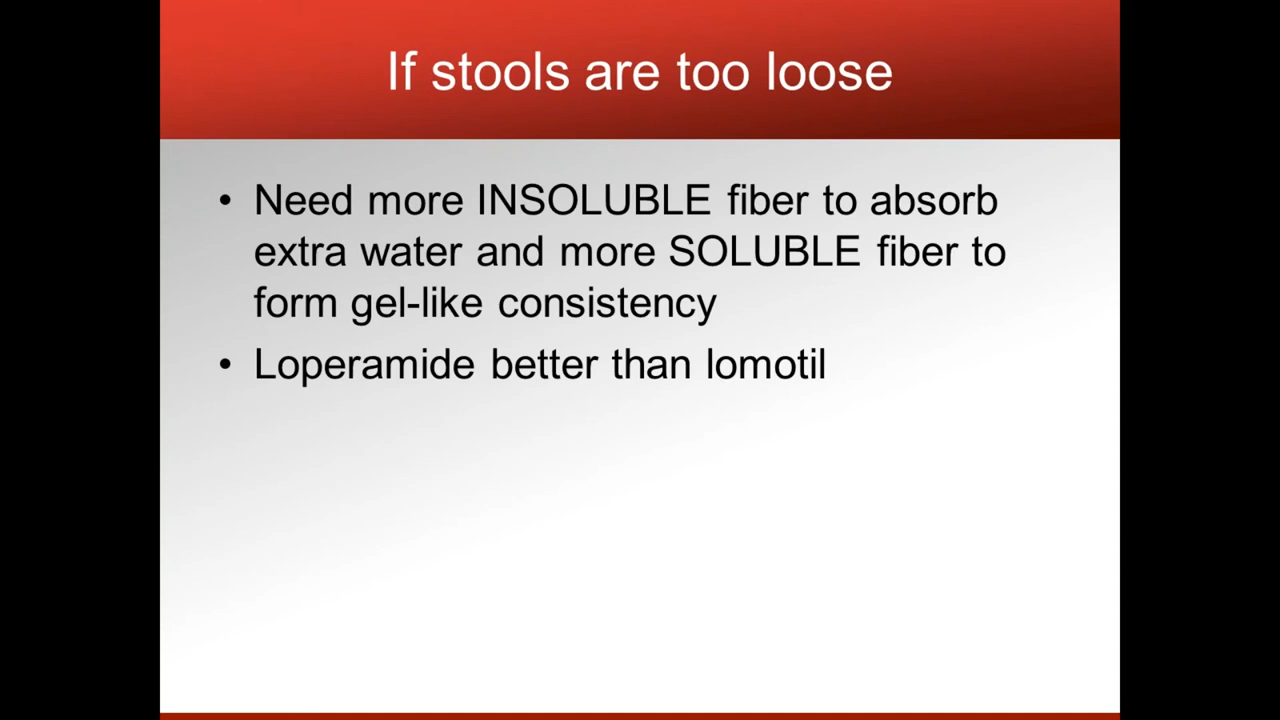 If stools are too loose
• Need more INSOLUBLE fiber to absorb
extra water and more SOLUBLE fiber to
form gel-like consistency
• Loperamide better than lomotil